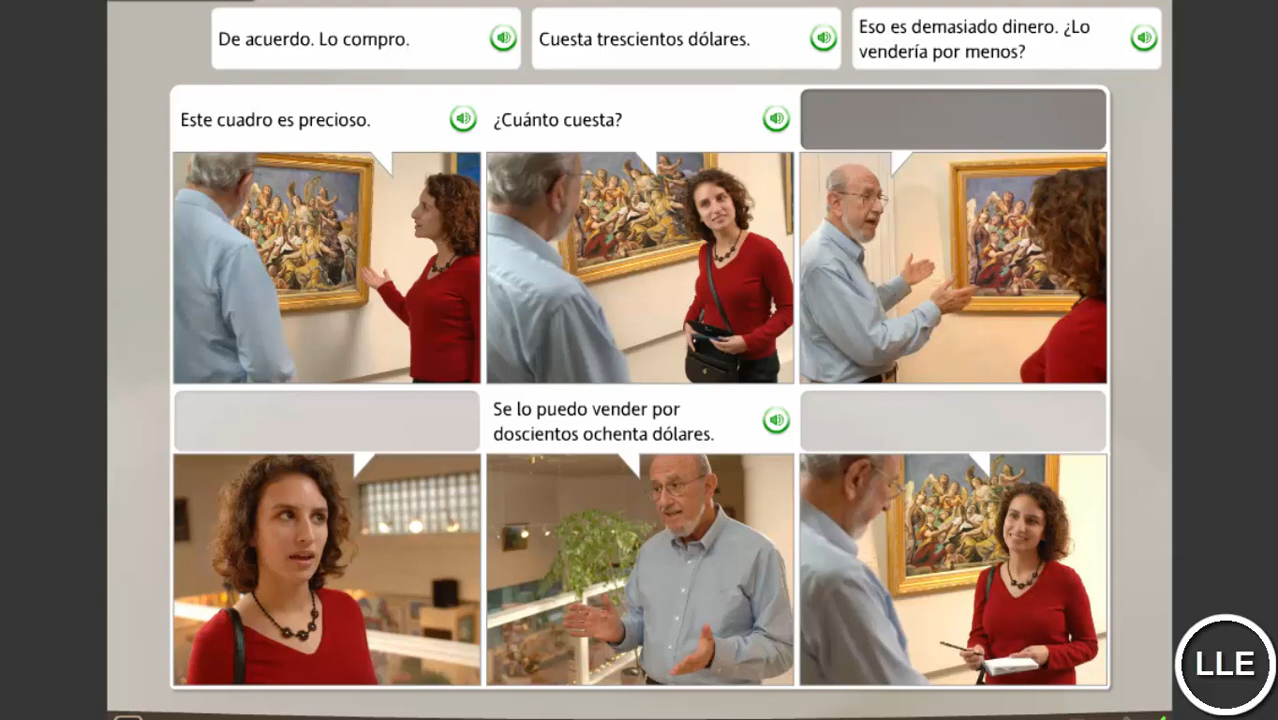 De acuerdo. Lo compro.
Cuesta trescientos dólares.
Eso es demasiado dinero. ¿Lo
vendería por menos?
Este cuadro es precioso.
¿Cuánto cuesta?
Se lo puedo vender por
doscientos ochenta dólares.
LLE